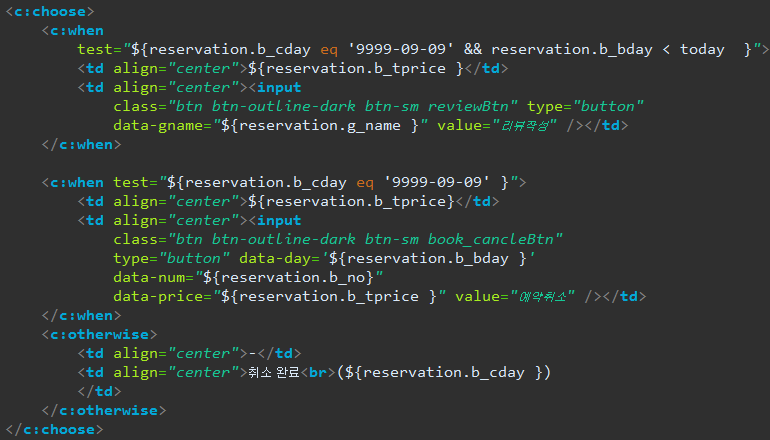 <c:choose>
    <c:when
        test="${reservation.b_cday eq '9999-09-09' && reservation.b_bday < today  }">
        <td align="center">${reservation.b_tprice }</td>
        <td align="center"><input
            class="btn btn-outline-dark btn-sm reviewBtn" type="button"
            data-gname="${reservation.g_name }" value="리뷰작성" /></td>
    </c:when>

    <c:when test="${reservation.b_cday eq '9999-09-09' }">
        <td align="center">${reservation.b_tprice}</td>
        <td align="center"><input
            class="btn btn-outline-dark btn-sm book_cancleBtn"
            type="button" data-day='${reservation.b_bday }'
            data-num="${reservation.b_no}"
            data-price="${reservation.b_tprice }" value="예약취소" /></td>
    </c:when>
    <c:otherwise>
        <td align="center">-</td>
        <td align="center">취소 완료<br>(${reservation.b_cday })
        </td>
    </c:otherwise>
</c:choose>